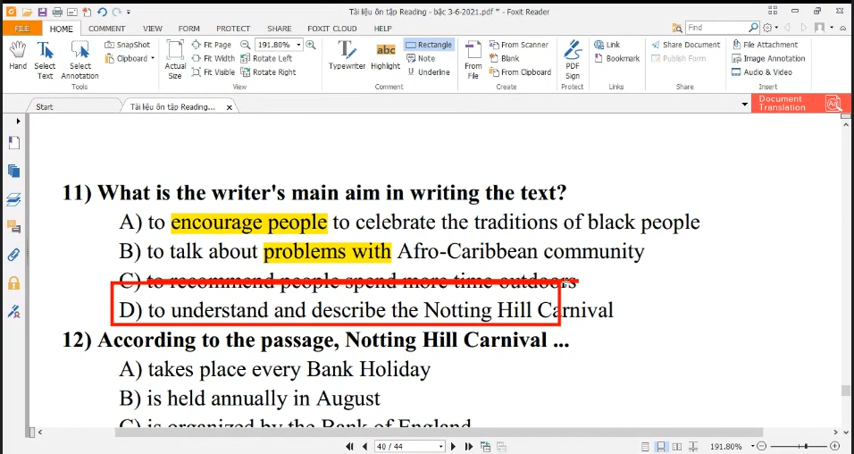 Tài liệu ôn tập Reading - bậc 3-6-2021.pdf * - Foxit Reader
FILE HOME COMMENT VIEW FORM PROTECT SHARE FOXIT CLOUD HELP Find
Hand Select Text Select Annotation SnapShot Clipboard Tools
Actual Size Fit Page Fit Width Fit Visible 191.80% Rotate Left Rotate Right View
Typewriter Highlight Rectangle Note Underline Comment
From File From Scanner Blank From Clipboard Create
PDF Sign Protect
Link Bookmark Links
Share Document Publish Form Share
File Attachment Image Annotation Audio & Video Insert
Start Tài liệu ôn tập Reading... Document Translation
11) What is the writer's main aim in writing the text?
A) to encourage people to celebrate the traditions of black people
B) to talk about problems with Afro-Caribbean community
C) to recommend people spend more time outdoors
D) to understand and describe the Notting Hill Carnival
12) According to the passage, Notting Hill Carnival ...
A) takes place every Bank Holiday
B) is held annually in August
C) is organized by the Bank of England
40 / 44 191.80%